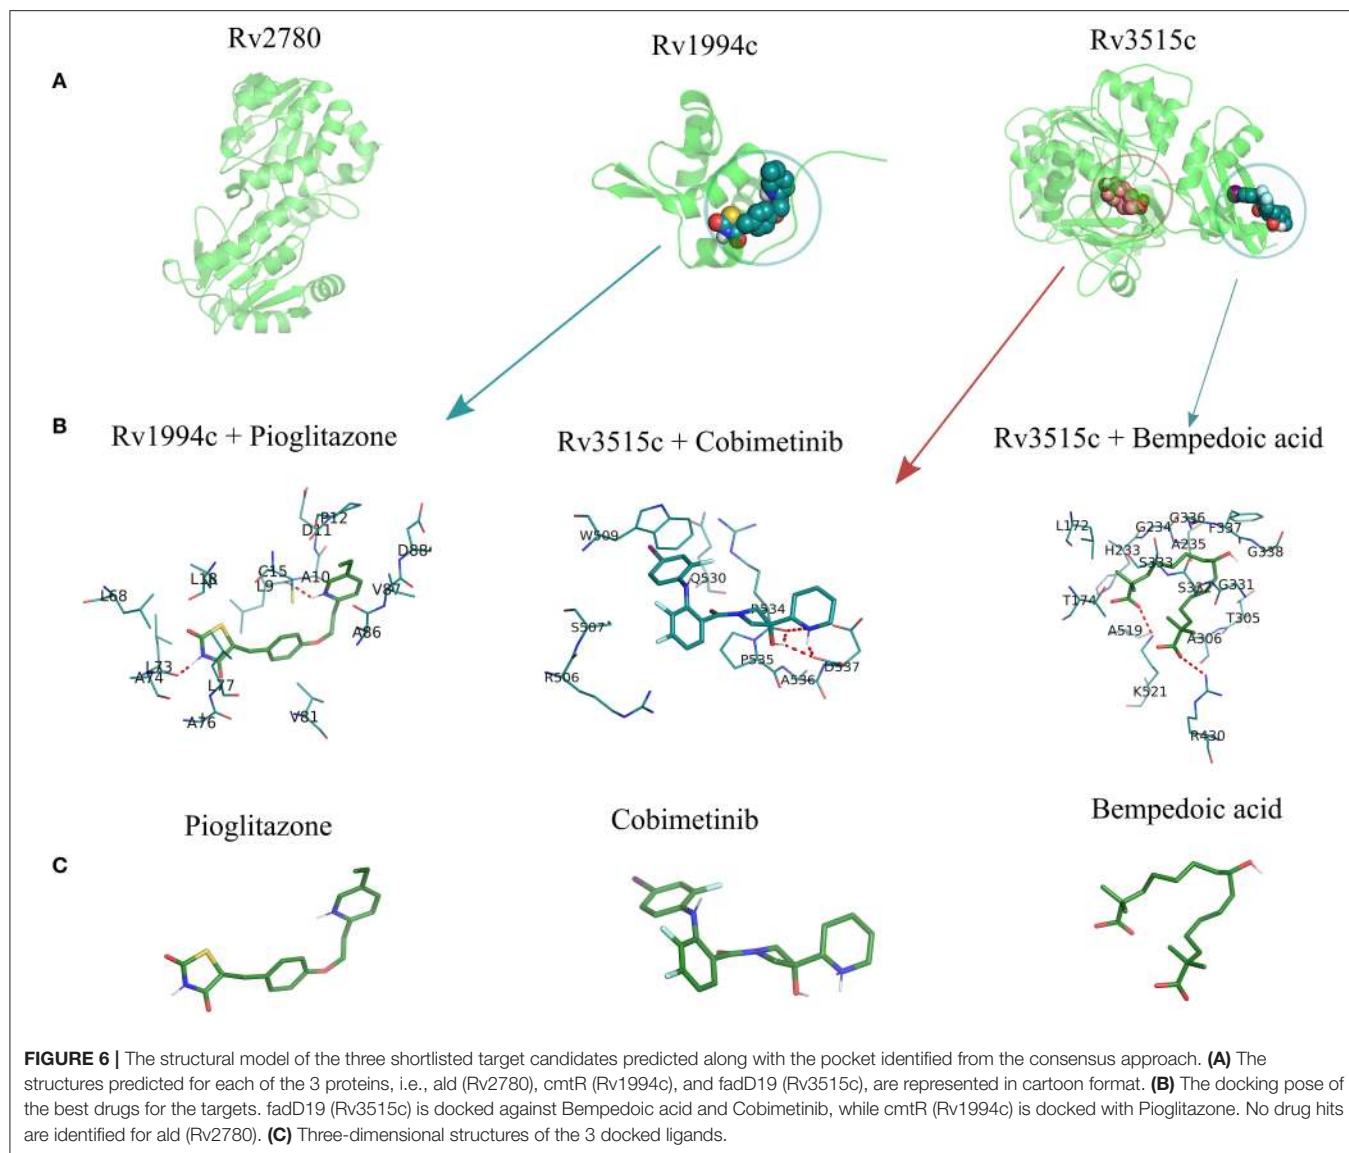 Rv2780
Rv1994c
Rv3515c
A
B
Rv1994c + Pioglitazone
Rv3515c + Cobimetinib
Rv3515c + Bempedoic acid
P12
D11
D88
C15
A10
L18
L9
V87
L68
A86
L73
A74
L77
A76
V81
W509
Q530
R534
S507
P535
D537
A536
R506
L172
G336
G234
F337
A235
H233
G338
S333
S332
G331
T174
T305
A519
A306
K521
R430
Pioglitazone
Cobimetinib
Bempedoic acid
C
FIGURE 6 | The structural model of the three shortlisted target candidates predicted along with the pocket identified from the consensus approach. (A) The
structures predicted for each of the 3 proteins, i.e., ald (Rv2780), cmtR (Rv1994c), and fadD19 (Rv3515c), are represented in cartoon format. (B) The docking pose of
the best drugs for the targets. fadD19 (Rv3515c) is docked against Bempedoic acid and Cobimetinib, while cmtR (Rv1994c) is docked with Pioglitazone. No drug hits
are identified for ald (Rv2780). (C) Three-dimensional structures of the 3 docked ligands.